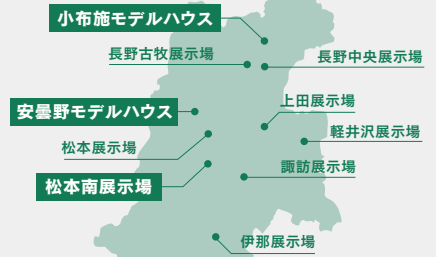 小布施モデルハウス
長野古牧展示場
長野中央展示場
安曇野モデルハウス
上田展示場
軽井沢展示場
松本展示場
諏訪展示場
松本南展示場
伊那展示場